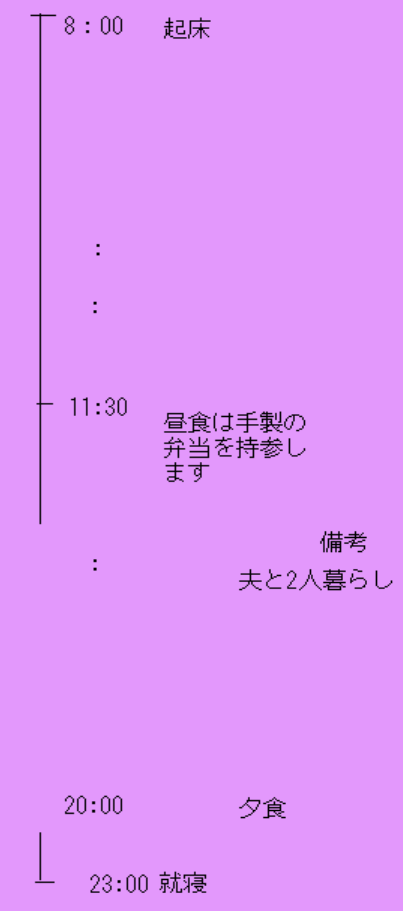 8：00 起床
:
:
11:30
昼食は手製の
弁当を持参し
ます
備考
:
夫と2人暮らし
20:00 夕食
23:00 就寝